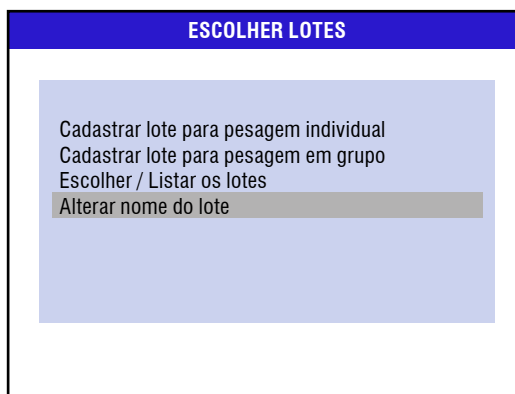 ESCOLHER LOTES
Cadastrar lote para pesagem individual
Cadastrar lote para pesagem em grupo
Escolher / Listar os lotes
Alterar nome do lote